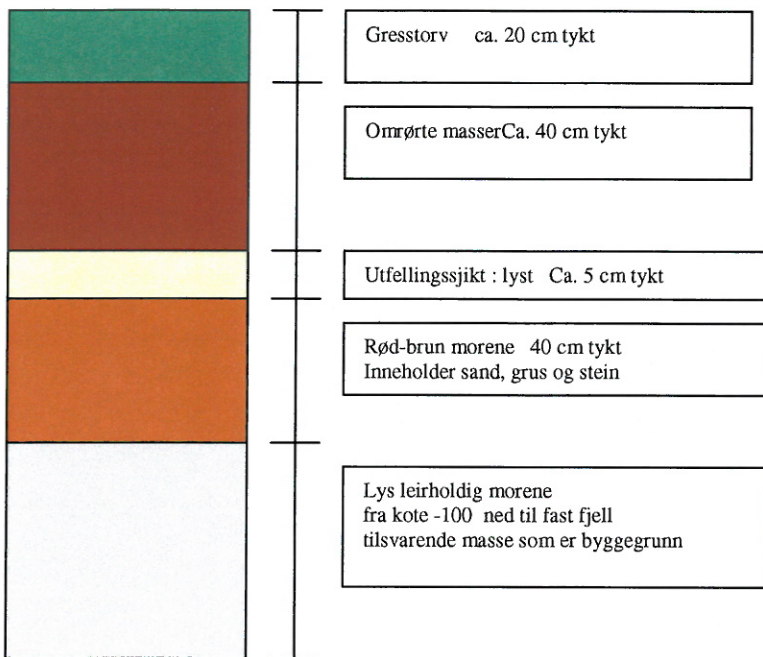 Gresstorv ca. 20 cm tykt
Omrørte masserCa. 40 cm tykt
Utfellingssjikt : lyst Ca. 5 cm tykt
Rød-brun morene 40 cm tykt
Inneholder sand, grus og stein
Lys leirholdig morene
fra kote -100 ned til fast fjell
tilsvarende masse som er byggegrunn